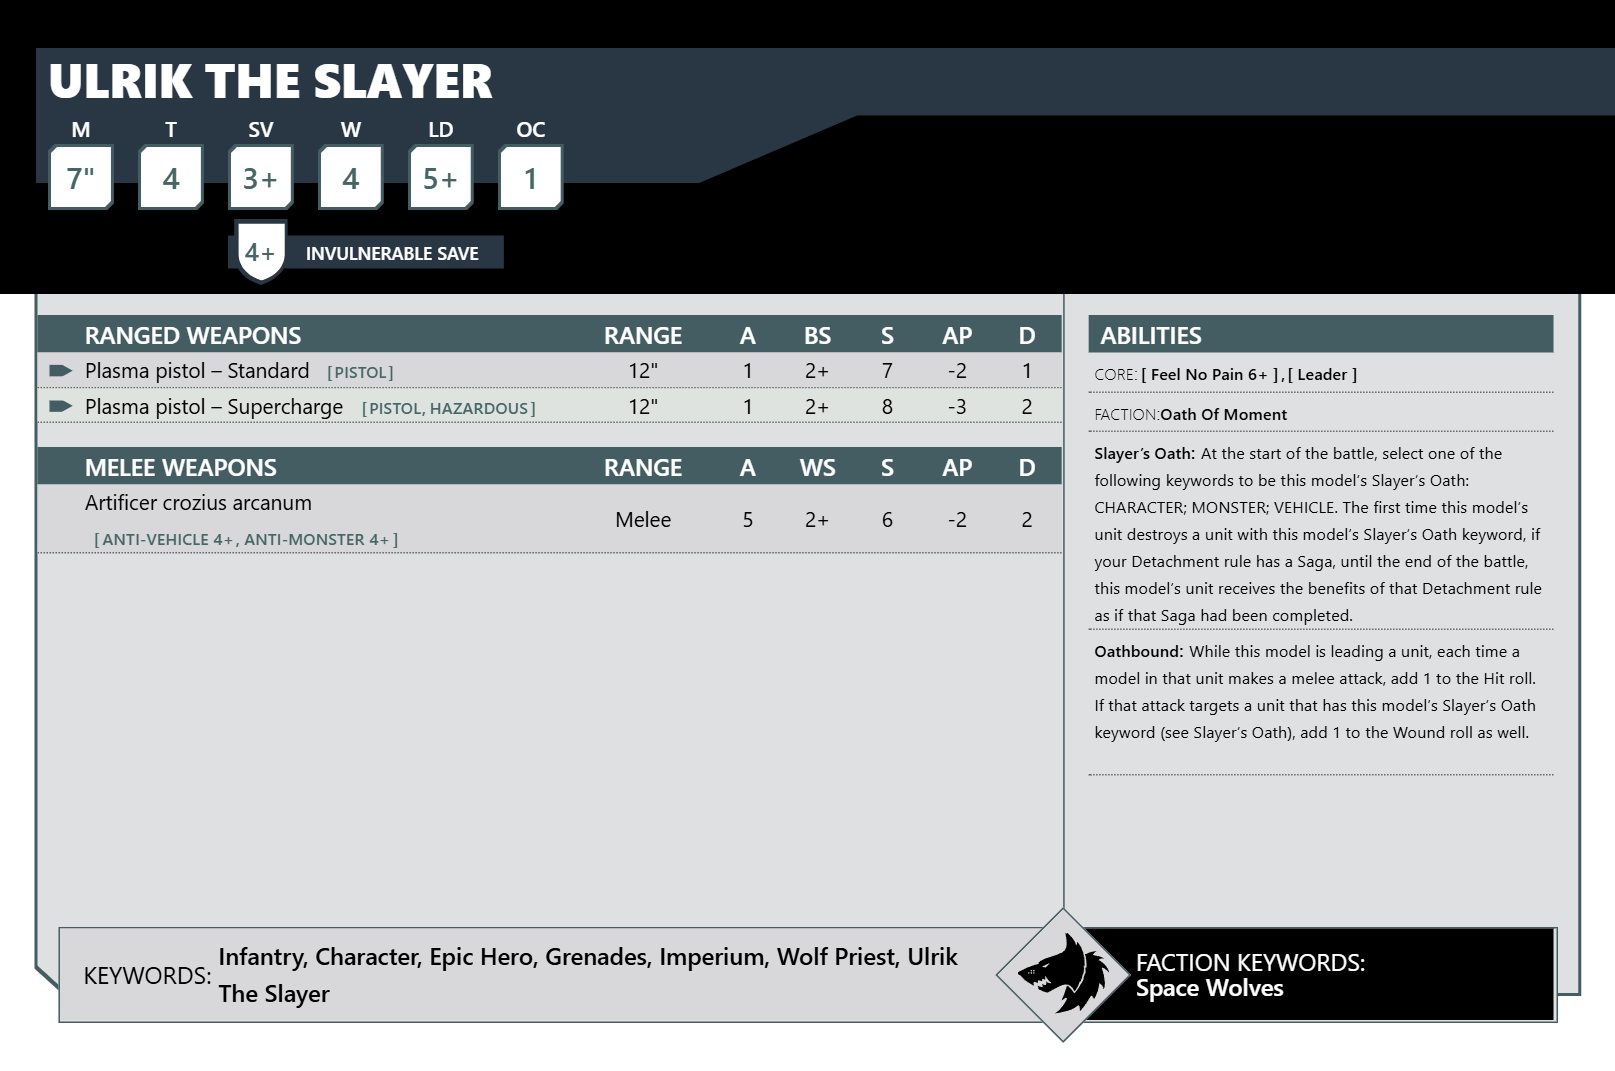 ULRIK THE SLAYER
M T SV W LD OC
7" 4 3+ 4 5+ 1
4+ INVULNERABLE SAVE
RANGED WEAPONS RANGE A BS S AP D
Plasma pistol – Standard [PISTOL] 12" 1 2+ 7 -2 1
Plasma pistol – Supercharge [PISTOL, HAZARDOUS] 12" 1 2+ 8 -3 2
MELEE WEAPONS RANGE A WS S AP D
Artificer crozius arcanum
[ANTI-VEHICLE 4+, ANTI-MONSTER 4+] Melee 5 2+ 6 -2 2
ABILITIES
CORE: [ Feel No Pain 6+ ] , [ Leader ]
FACTION:Oath Of Moment
Slayer’s Oath: At the start of the battle, select one of the
following keywords to be this model’s Slayer’s Oath:
CHARACTER; MONSTER; VEHICLE. The first time this model’s
unit destroys a unit with this model’s Slayer’s Oath keyword, if
your Detachment rule has a Saga, until the end of the battle,
this model’s unit receives the benefits of that Detachment rule
as if that Saga had been completed.
Oathbound: While this model is leading a unit, each time a
model in that unit makes a melee attack, add 1 to the Hit roll.
If that attack targets a unit that has this model’s Slayer’s Oath
keyword (see Slayer’s Oath), add 1 to the Wound roll as well.
KEYWORDS: Infantry, Character, Epic Hero, Grenades, Imperium, Wolf Priest, Ulrik
The Slayer
FACTION KEYWORDS:
Space Wolves